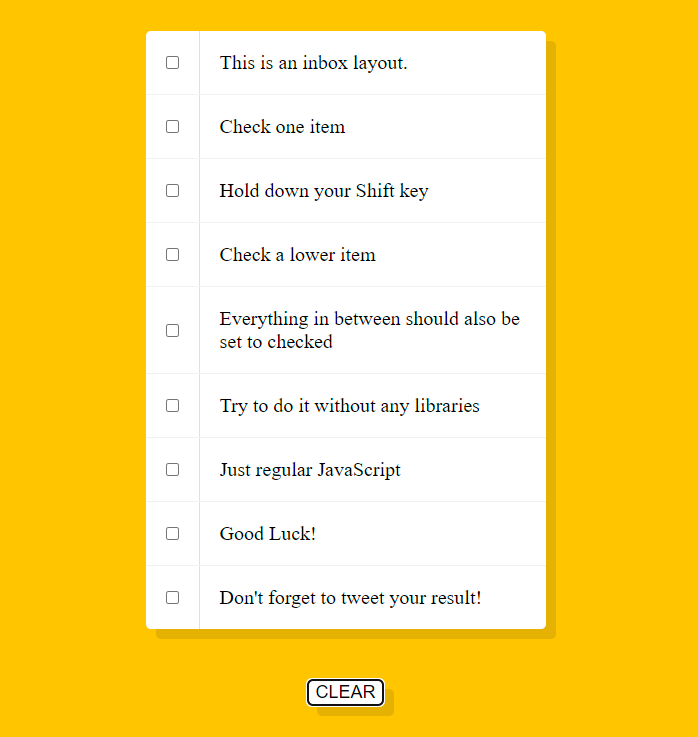 This is an inbox layout.
Check one item
Hold down your Shift key
Check a lower item
Everything in between should also be
set to checked
Try to do it without any libraries
Just regular JavaScript
Good Luck!
Don't forget to tweet your result!
CLEAR